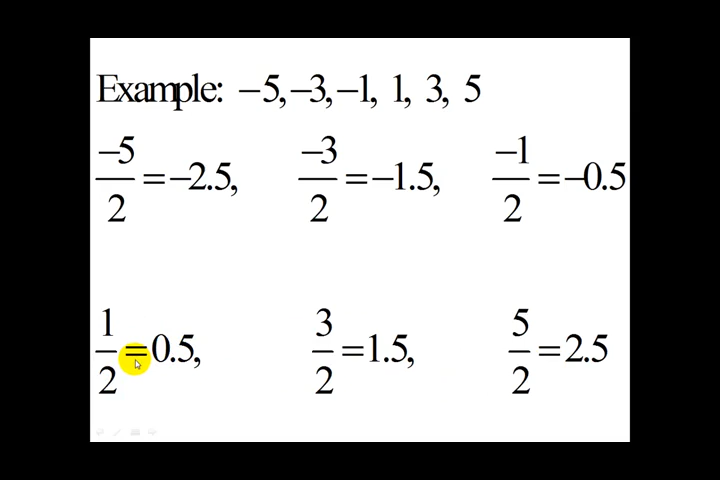 Example: −5, −3, −1, 1, 3, 5
−5/2 = −2.5, −3/2 = −1.5, −1/2 = −0.5
1/2 = 0.5, 3/2 = 1.5, 5/2 = 2.5